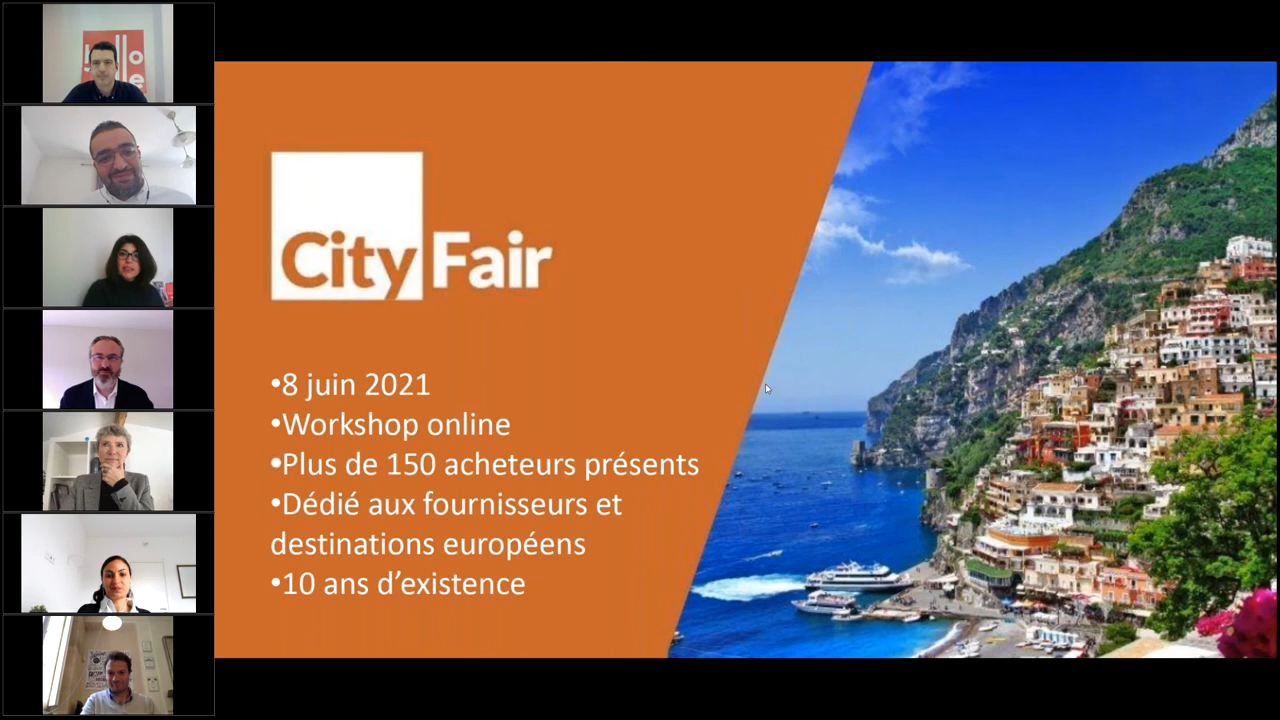 City Fair
•8 juin 2021
•Workshop online
•Plus de 150 acheteurs présents
•Dédié aux fournisseurs et
destinations européens
•10 ans d’existence